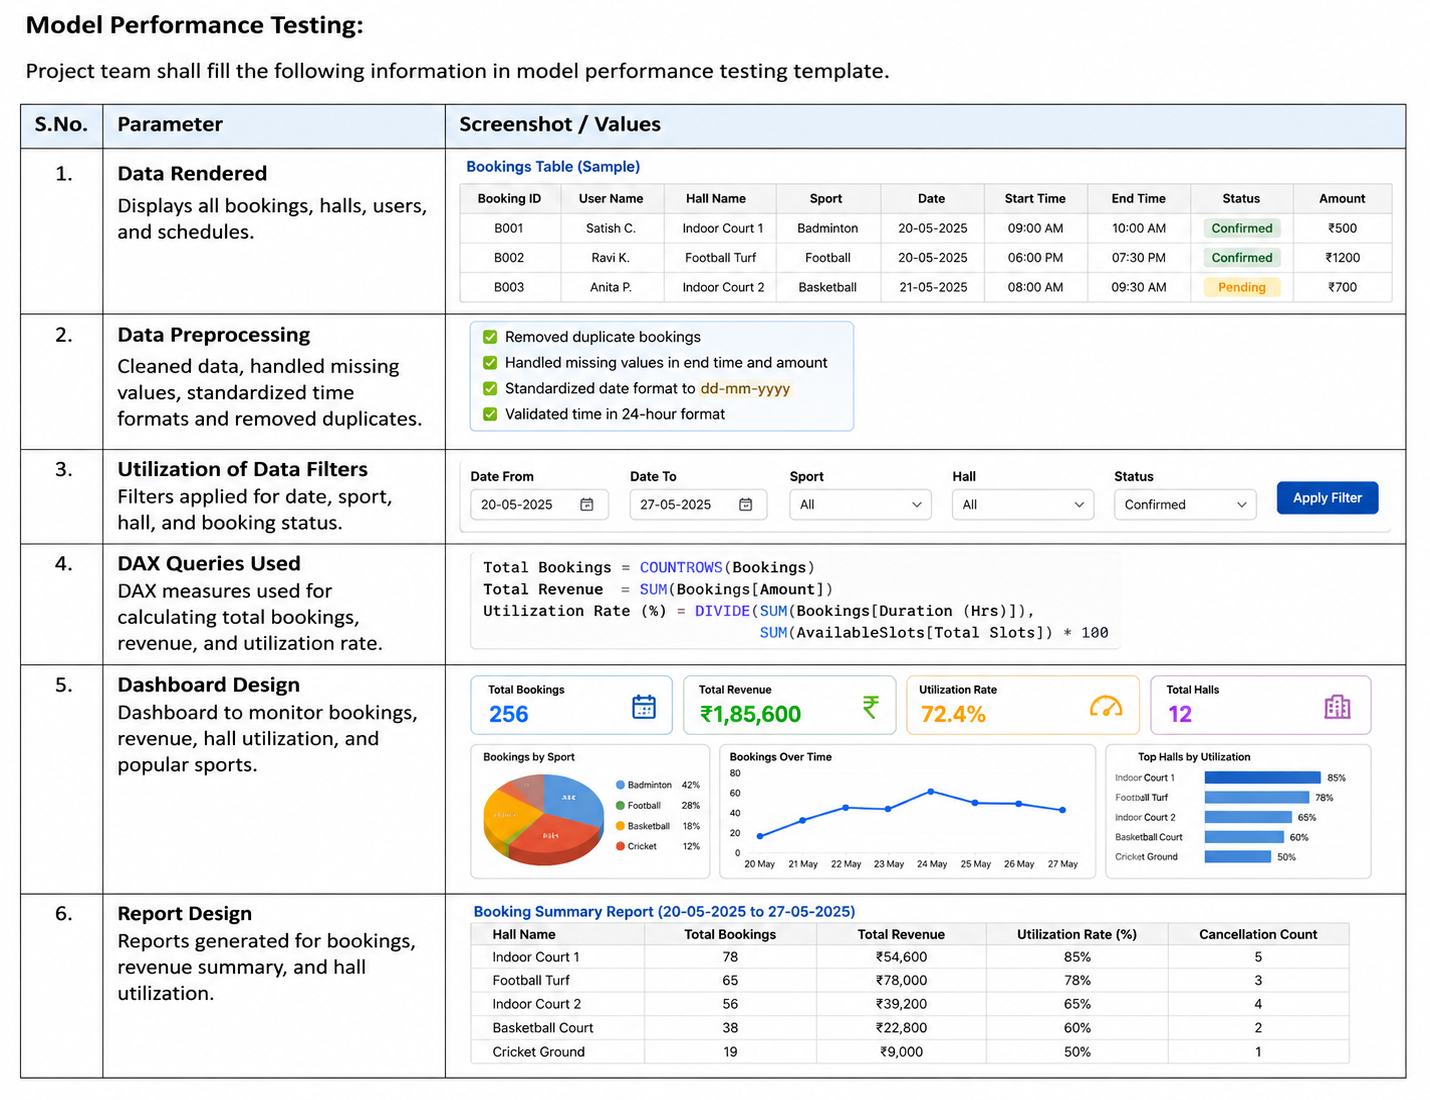 Model Performance Testing:
Project team shall fill the following information in model performance testing template.
S.No. Parameter Screenshot / Values
1. Data Rendered
Displays all bookings, halls, users,
and schedules.
Bookings Table (Sample)
Booking ID User Name Hall Name Sport Date Start Time End Time Status Amount
B001 Satish C. Indoor Court 1 Badminton 20-05-2025 09:00 AM 10:00 AM Confirmed ₹500
B002 Ravi K. Football Turf Football 20-05-2025 06:00 PM 07:30 PM Confirmed ₹1200
B003 Anita P. Indoor Court 2 Basketball 21-05-2025 08:00 AM 09:30 AM Pending ₹700
2. Data Preprocessing
Cleaned data, handled missing
values, standardized time
formats and removed duplicates.
Removed duplicate bookings
Handled missing values in end time and amount
Standardized date format to dd-mm-yyyy
Validated time in 24-hour format
3. Utilization of Data Filters
Filters applied for date, sport,
hall, and booking status.
Date From Date To Sport Hall Status
20-05-2025 27-05-2025 All All Confirmed Apply Filter
4. DAX Queries Used
DAX measures used for
calculating total bookings,
revenue, and utilization rate.
Total Bookings = COUNTROWS(Bookings)
Total Revenue = SUM(Bookings[Amount])
Utilization Rate (%) = DIVIDE(SUM(Bookings[Duration (Hrs)]),
SUM(AvailableSlots[Total Slots]) * 100
5. Dashboard Design
Dashboard to monitor bookings,
revenue, hall utilization, and
popular sports.
Total Bookings
256
Total Revenue
₹1,85,600
₹
Utilization Rate
72.4%
Total Halls
12
Bookings by Sport
Badminton 42%
Football 28%
Basketball 18%
Cricket 12%
Bookings Over Time
80
60
40
20
0
20 May 21 May 22 May 23 May 24 May 25 May 26 May 27 May
Top Halls by Utilization
Indoor Court 1 85%
Football Turf 78%
Indoor Court 2 65%
Basketball Court 60%
Cricket Ground 50%
6. Report Design
Reports generated for bookings,
revenue summary, and hall
utilization.
Booking Summary Report (20-05-2025 to 27-05-2025)
Hall Name Total Bookings Total Revenue Utilization Rate (%) Cancellation Count
Indoor Court 1 78 ₹54,600 85% 5
Football Turf 65 ₹78,000 78% 3
Indoor Court 2 56 ₹39,200 65% 4
Basketball Court 38 ₹22,800 60% 2
Cricket Ground 19 ₹9,000 50% 1